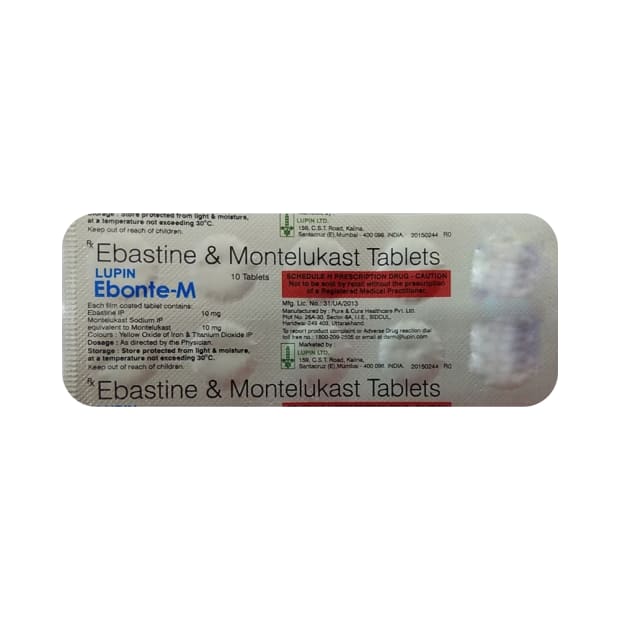 Storage : Store protected from light & moisture,
at a temperature not exceeding 30°C.
Keep out of reach of children.
LUPIN LTD.
159, C.S.T. Road, Kalina,
Santacruz (E), Mumbai - 400 098. INDIA. 20150244 R0
Rx Ebastine & Montelukast Tablets
LUPIN
Ebonte-M
10 Tablets
Each film coated tablet contains:
Ebastine IP 10 mg
Montelukast Sodium IP
equivalent to Montelukast 10 mg
Colours : Yellow Oxide of Iron & Titanium Dioxide IP
Dosage : As directed by the Physician.
Storage : Store protected from light & moisture,
at a temperature not exceeding 30°C.
Keep out of reach of children.
SCHEDULE H PRESCRIPTION DRUG - CAUTION
Not to be sold by retail without the prescription
of a Registered Medical Practitioner.
Mfg. Lic. No.: 31/UA/2013
Manufactured by : Pure & Cure Healthcare Pvt. Ltd.
Plot No. 26A-30, Sector-8A, I.I.E., SIDCUL,
Haridwar-249 403, Uttarakhand.
To report product complaint or Adverse Drug reaction dial
toll free no.: 1800-209-2505 or email at
Marketed by :
LUPIN LTD.
159, C.S.T. Road, Kalina,
Santacruz (E), Mumbai - 400 098. INDIA. 20150244 R0
Rx Ebastine & Montelukast Tablets